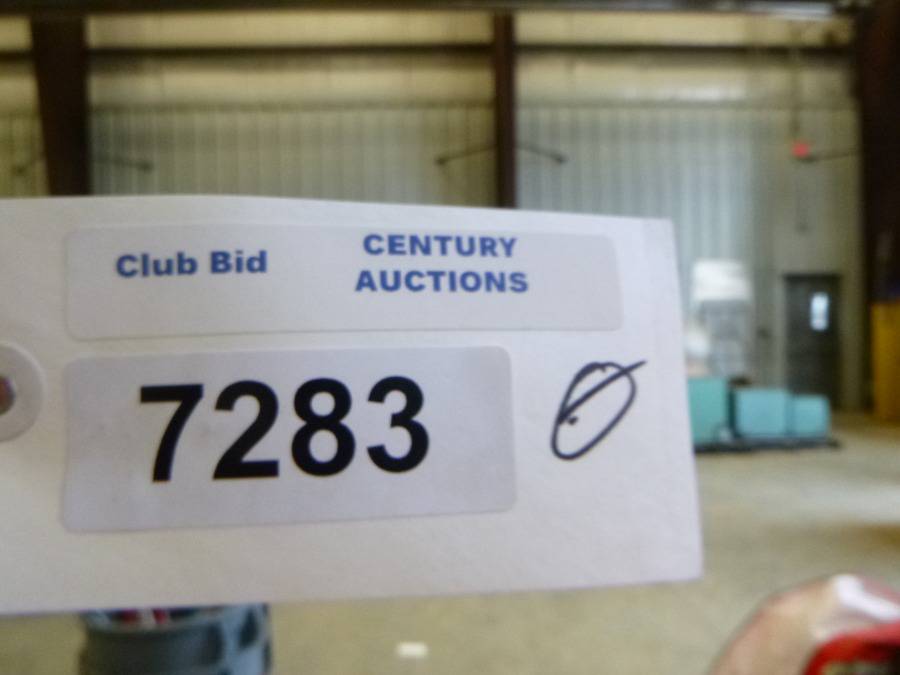 Club Bid
CENTURY
AUCTIONS
7283 Ø